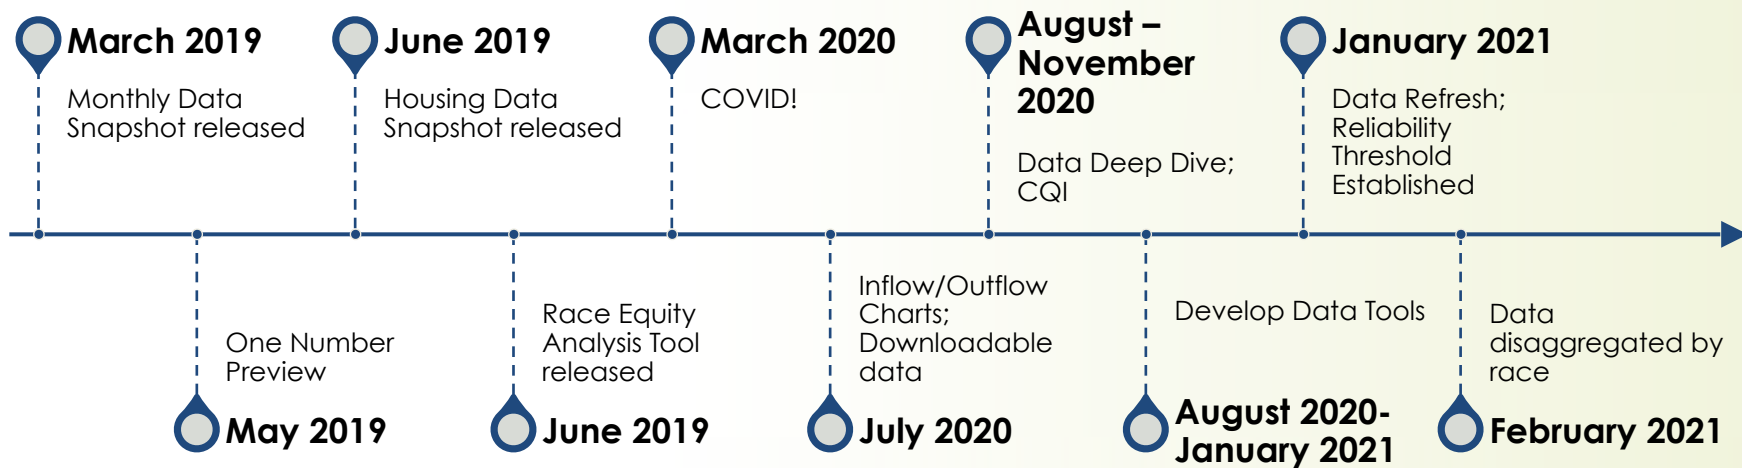 March 2019
Monthly Data
Snapshot released
June 2019
Housing Data
Snapshot released
March 2020
COVID!
August –
November
2020
Data Deep Dive;
CQI
January 2021
Data Refresh;
Reliability
Threshold
Established
One Number
Preview
May 2019
Race Equity
Analysis Tool
released
June 2019
Inflow/Outflow
Charts;
Downloadable
data
July 2020
Develop Data Tools
August 2020-
January 2021
Data
disaggregated by
race
February 2021